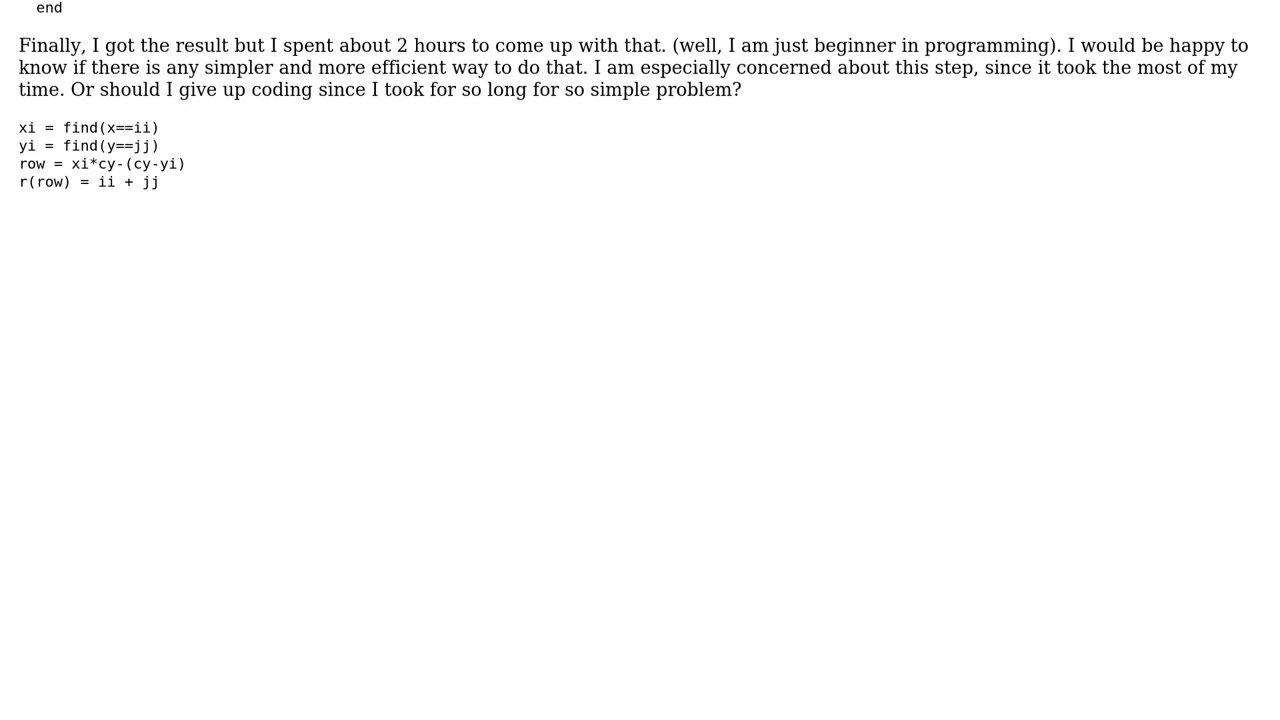 end
Finally, I got the result but I spent about 2 hours to come up with that. (well, I am just beginner in programming). I would be happy to
know if there is any simpler and more efficient way to do that. I am especially concerned about this step, since it took the most of my
time. Or should I give up coding since I took for so long for so simple problem?
xi = find(x==ii)
yi = find(y==jj)
row = xi*cy-(cy-yi)
r(row) = ii + jj